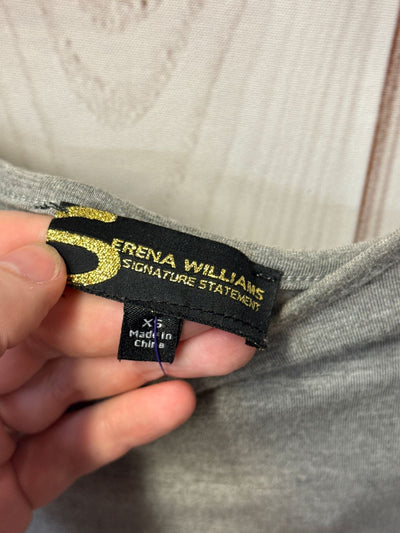 SERENA WILLIAMS
SIGNATURE STATEMENT
XS
Made in
China